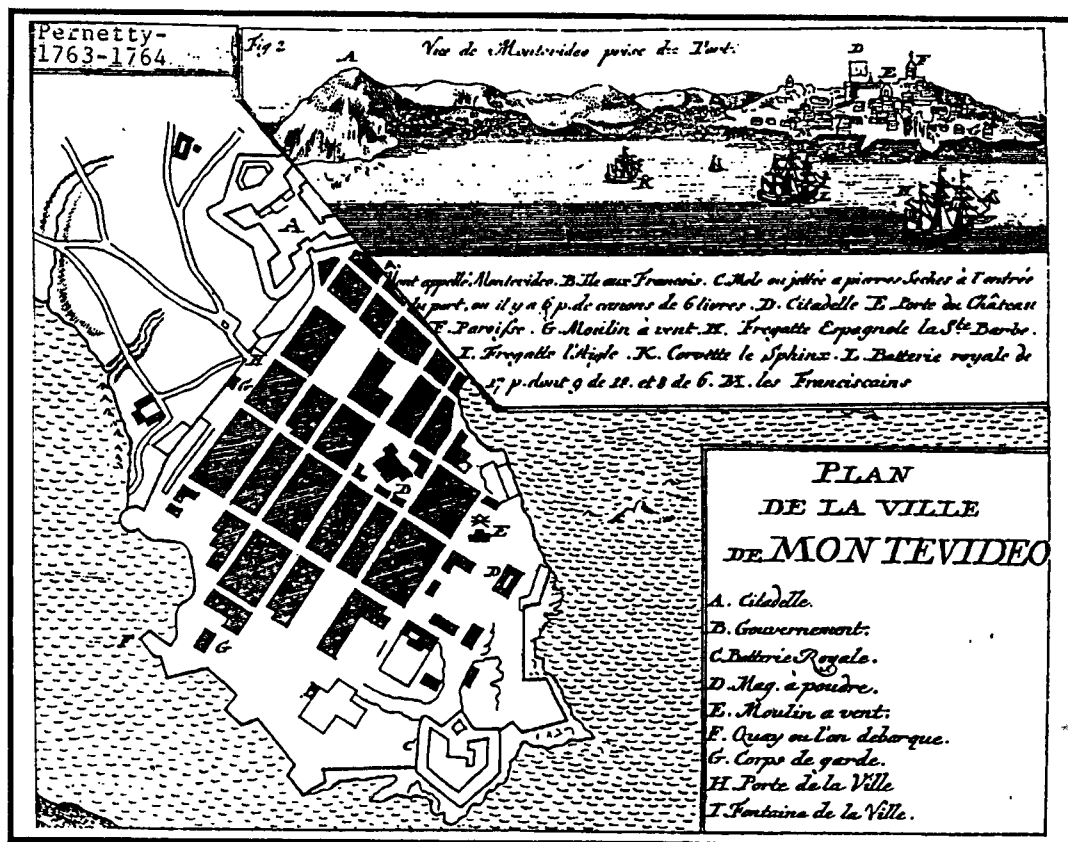 Pernetty-
1763-1764.
Fig 2
Vue de Montevideo prise du Port.
A
D
E
F
K
I
H
Mont appellé Montevideo. B. Ile aux Francois. C. Mole ou jettée a pierres Seches à l'entrée
du port, ou il y a 6 p. de canons de 6 livres. D. Citadelle E. Porte du Château
F. Paroisse. G. Moulin à vent. H. Fregatte Espagnole la Ste Barbe.
I. Fregatte l'Aigle. K. Corvette le Sphinx. L. Batterie royale de
17 p. dont 9 de 18. et 8 de 6. M. les Franciscains
A
H
G
D
E
D
F
G
C
PLAN
DE LA VILLE
DE MONTEVIDEO
A. Citadelle.
B. Gouvernement.
C. Batterie Royale.
D. Mag. à poudre.
E. Moulin a vent.
F. Quay ou l'on debarque.
G. Corps de garde.
H. Porte de la Ville
I. Fontaine de la Ville.